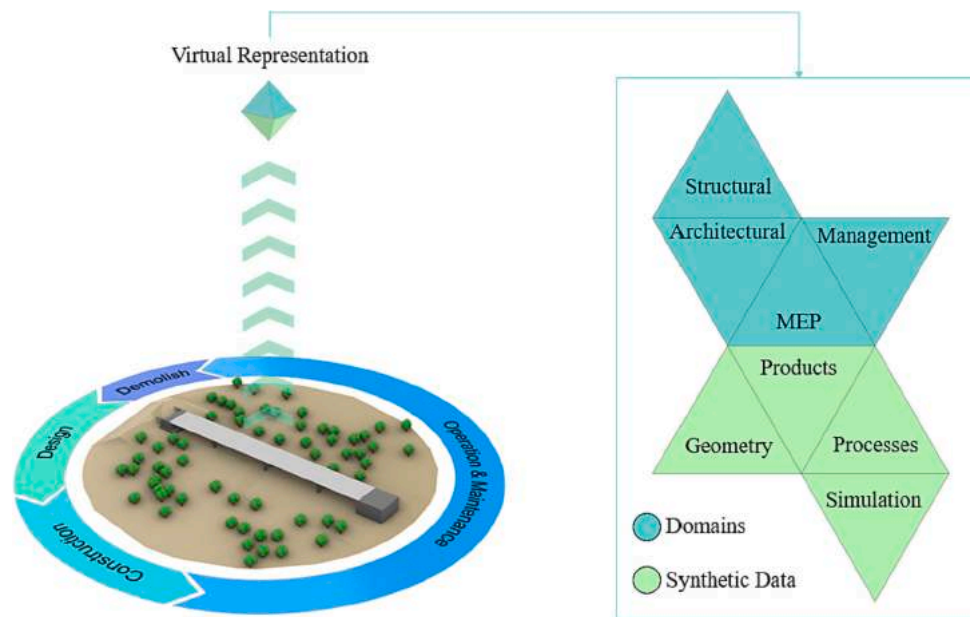 Virtual Representation
Structural
Architectural
Management
MEP
Products
Geometry
Processes
Simulation
Domains
Synthetic Data
Demolish
Design
Construction
Operation & Maintenance